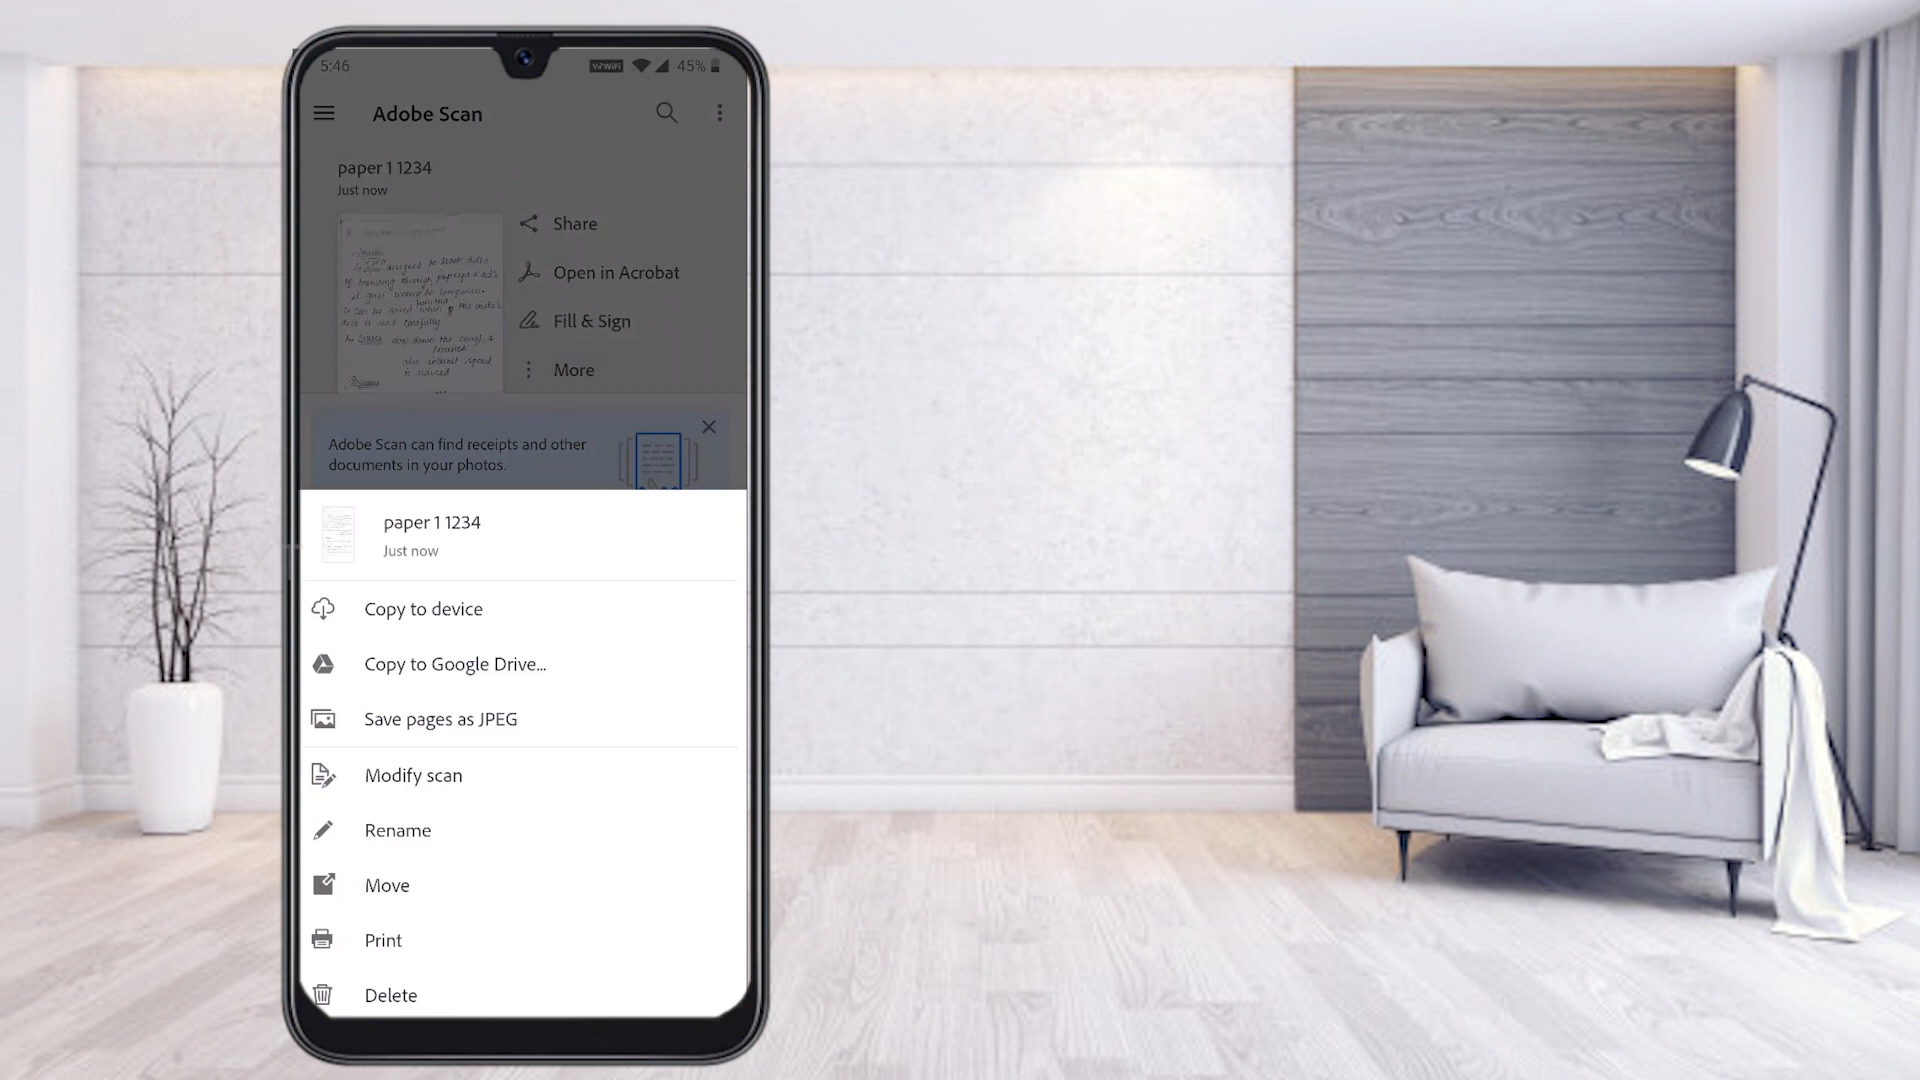 5:46 VoWiFi 45%
Adobe Scan
paper 1 1234
Just now
Share
Open in Acrobat
Fill & Sign
More
Adobe Scan can find receipts and other
documents in your photos.
paper 1 1234
Just now
Copy to device
Copy to Google Drive...
Save pages as JPEG
Modify scan
Rename
Move
Print
Delete